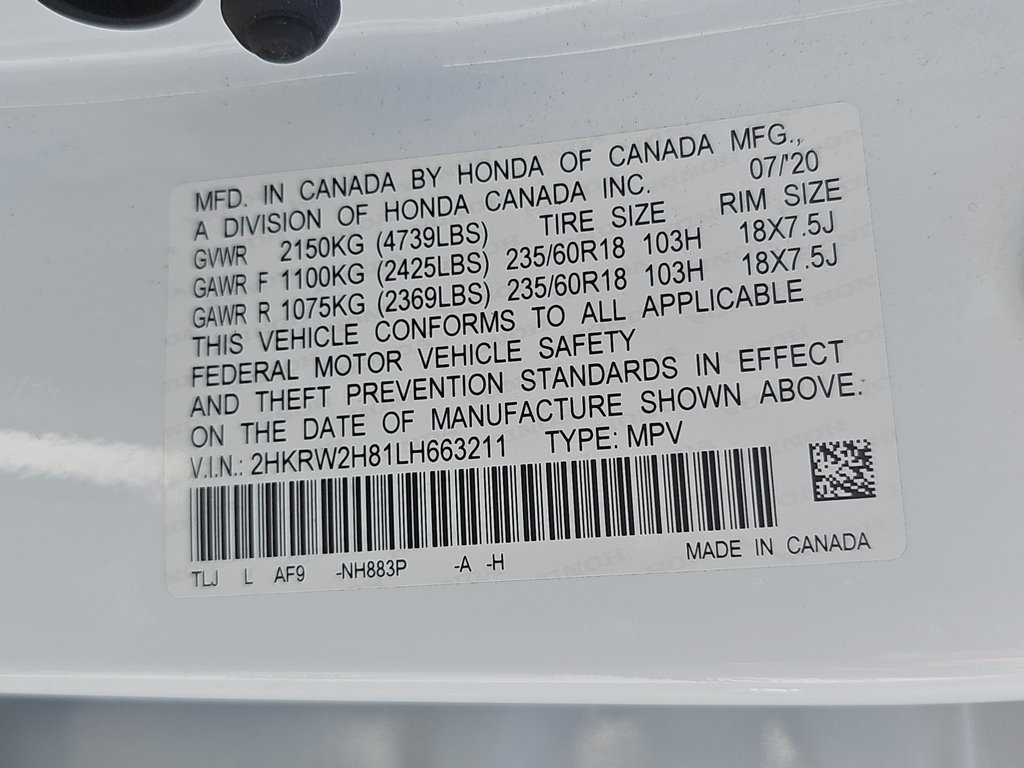 MFD. IN CANADA BY HONDA OF CANADA MFG.,
A DIVISION OF HONDA CANADA INC. 07/'20
GVWR 2150KG (4739LBS) TIRE SIZE RIM SIZE
GAWR F 1100KG (2425LBS) 235/60R18 103H 18X7.5J
GAWR R 1075KG (2369LBS) 235/60R18 103H 18X7.5J
THIS VEHICLE CONFORMS TO ALL APPLICABLE
FEDERAL MOTOR VEHICLE SAFETY
AND THEFT PREVENTION STANDARDS IN EFFECT
ON THE DATE OF MANUFACTURE SHOWN ABOVE.
V.I.N.: 2HKRW2H81LH663211 TYPE: MPV
TLJ L AF9 -NH883P -A -H MADE IN CANADA